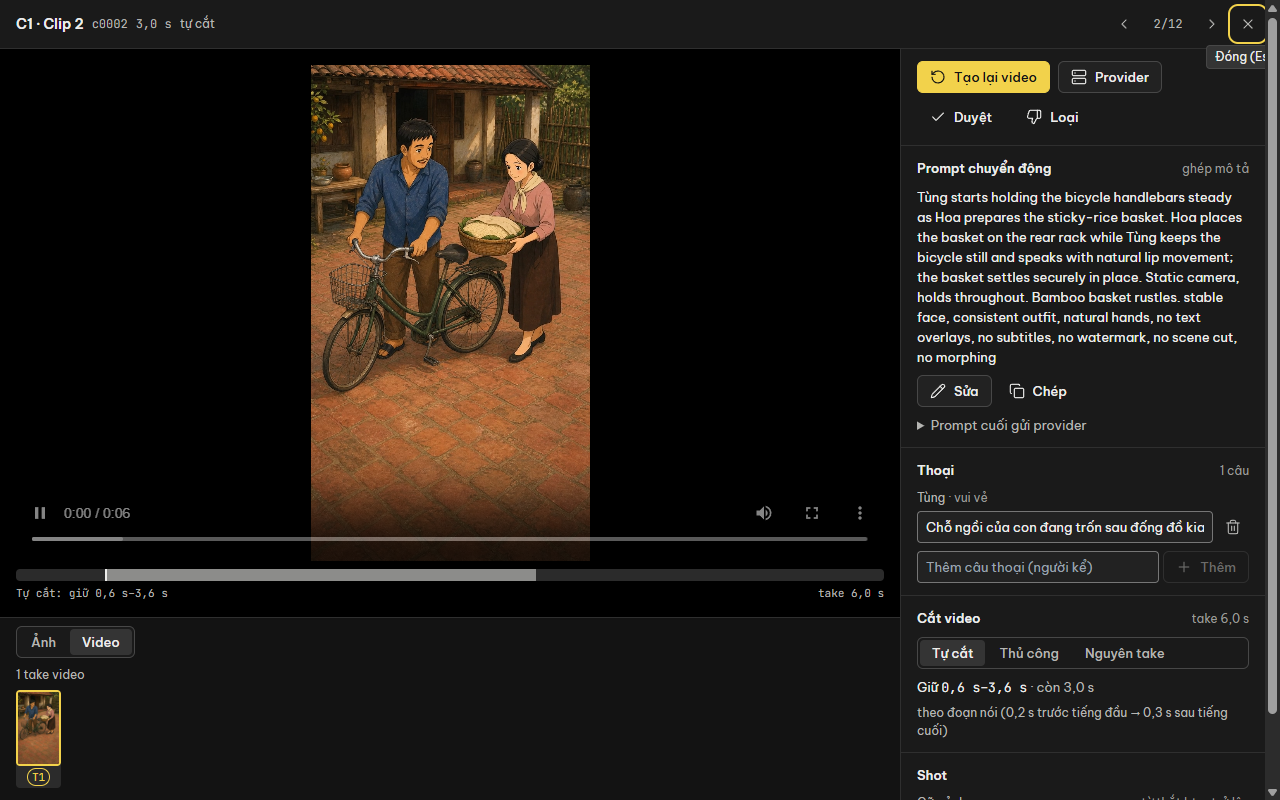 C1 · Clip 2 c0002 3,0 s tự cắt
2/12
Đóng (Es
Tạo lại video
Provider
Duyệt
Loại
Prompt chuyển động
ghép mô tả
Tùng starts holding the bicycle handlebars steady
as Hoa prepares the sticky-rice basket. Hoa places
the basket on the rear rack while Tùng keeps the
bicycle still and speaks with natural lip movement;
the basket settles securely in place. Static camera,
holds throughout. Bamboo basket rustles. stable
face, consistent outfit, natural hands, no text
overlays, no subtitles, no watermark, no scene cut,
no morphing
Sửa
Chép
Prompt cuối gửi provider
Thoại
1 câu
Tùng · vui vẻ
Chỗ ngồi của con đang trốn sau đống đồ kia
Thêm câu thoại (người kể)
Thêm
Cắt video
take 6,0 s
Tự cắt
Thủ công
Nguyên take
Giữ 0,6 s–3,6 s · còn 3,0 s
theo đoạn nói (0,2 s trước tiếng đầu → 0,3 s sau tiếng
cuối)
Shot
0:00 / 0:06
Tự cắt: giữ 0,6 s–3,6 s
take 6,0 s
Ảnh
Video
1 take video
T1